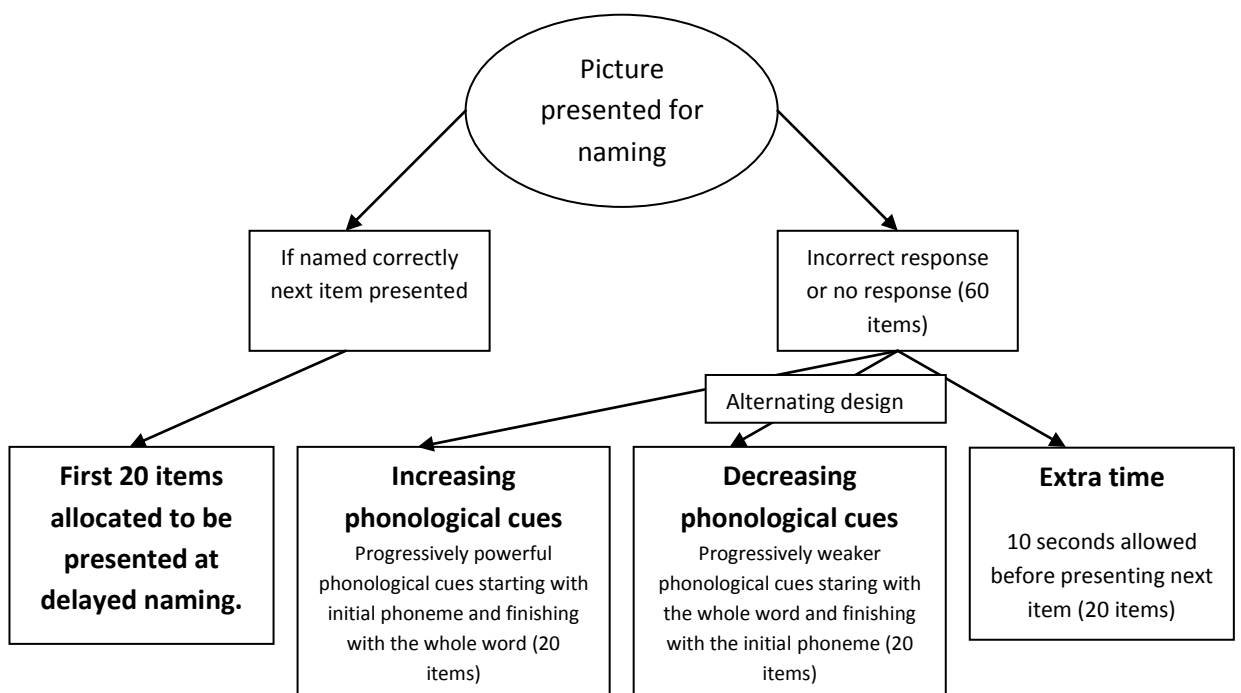 Picture
presented for
naming
If named correctly
next item presented
Incorrect response
or no response (60
items)
Alternating design
First 20 items
allocated to be
presented at
delayed naming.
Increasing
phonological cues
Progressively powerful
phonological cues starting with
initial phoneme and finishing
with the whole word (20
items)
Decreasing
phonological cues
Progressively weaker
phonological cues staring with
the whole word and finishing
with the initial phoneme (20
items)
Extra time
10 seconds allowed
before presenting next
item (20 items)